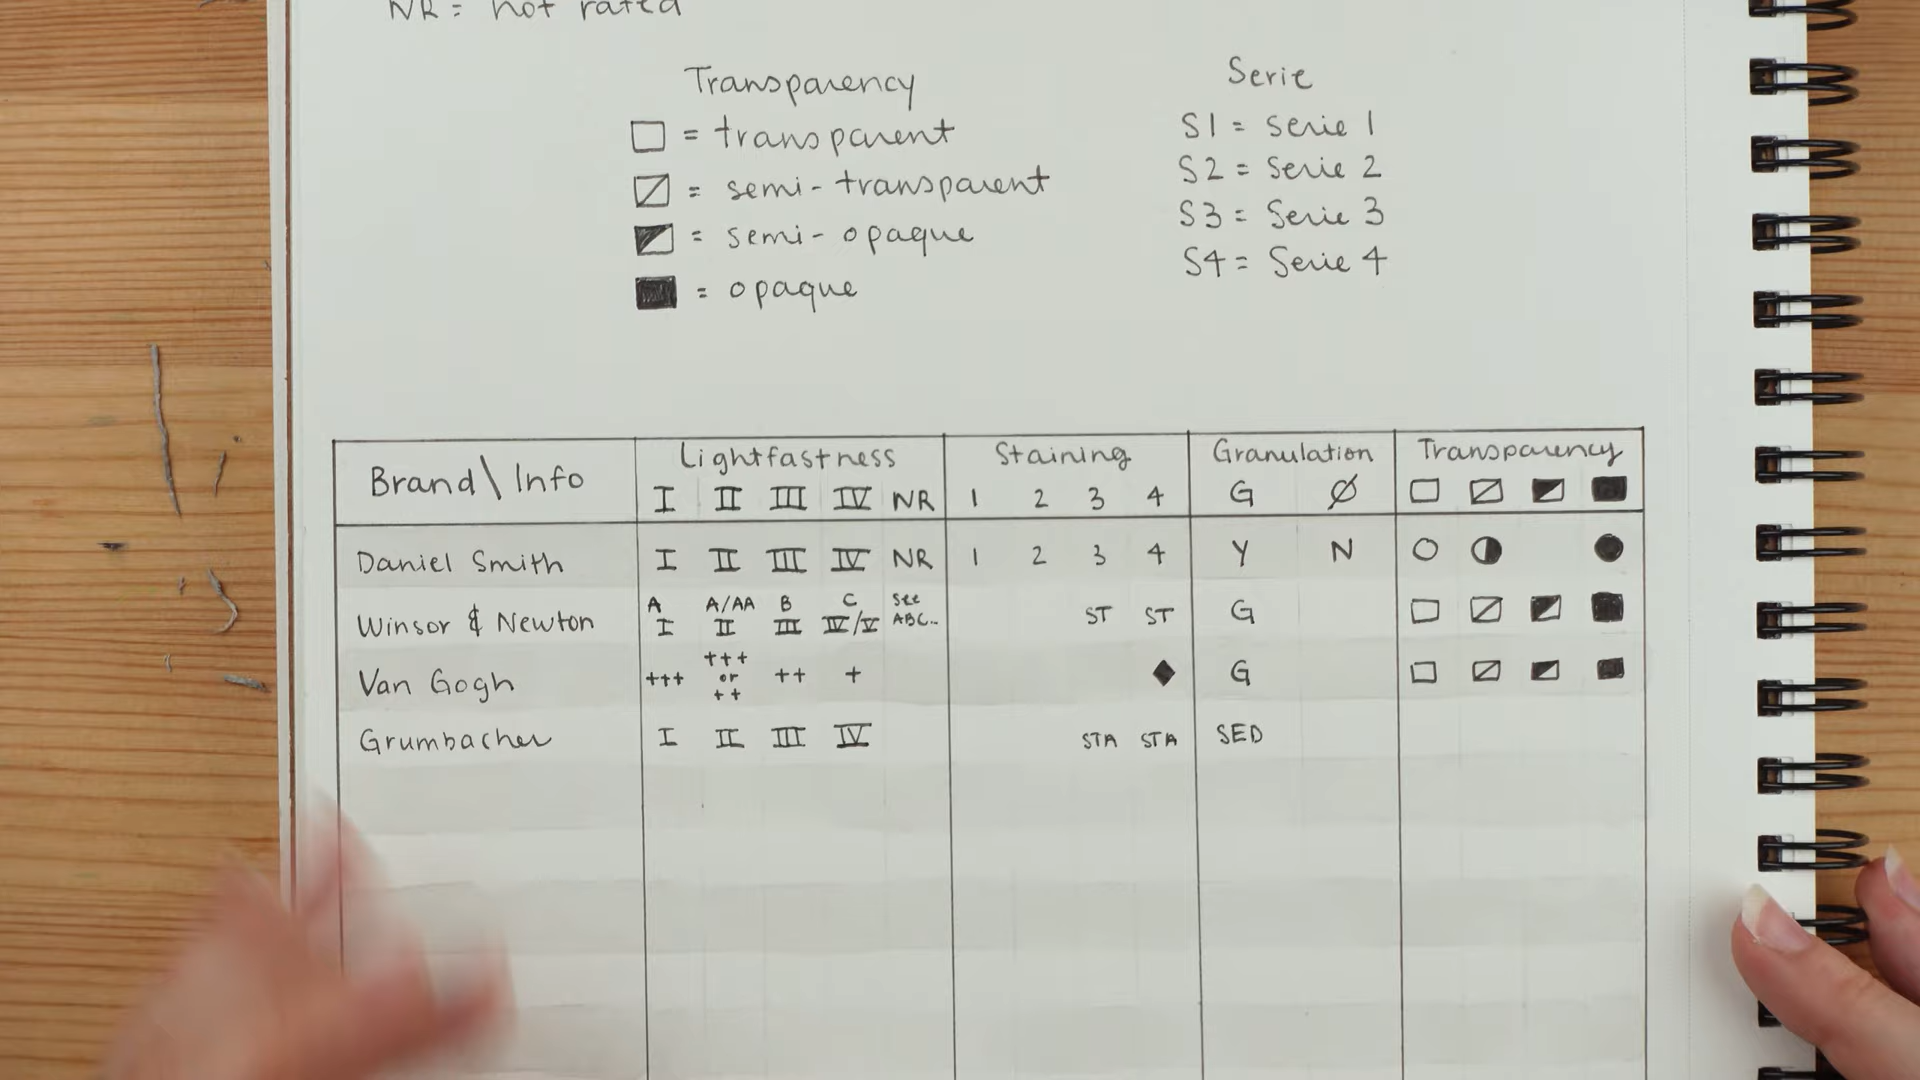 NR = not rated
Transparency
= transparent
= semi-transparent
= semi-opaque
= opaque
Serie
S1 = serie 1
S2 = Serie 2
S3 = Serie 3
S4 = Serie 4
Brand\Info Lightfastness Staining Granulation Transparency
I II III IV NR 1 2 3 4 G Ø
Daniel Smith I II III IV NR 1 2 3 4 Y N
Winsor & Newton A I A/AA II B III C IV/V See ABC.. ST ST G
Van Gogh +++ +++ or ++ ++ + G
Grumbacher I II III IV STA STA SED